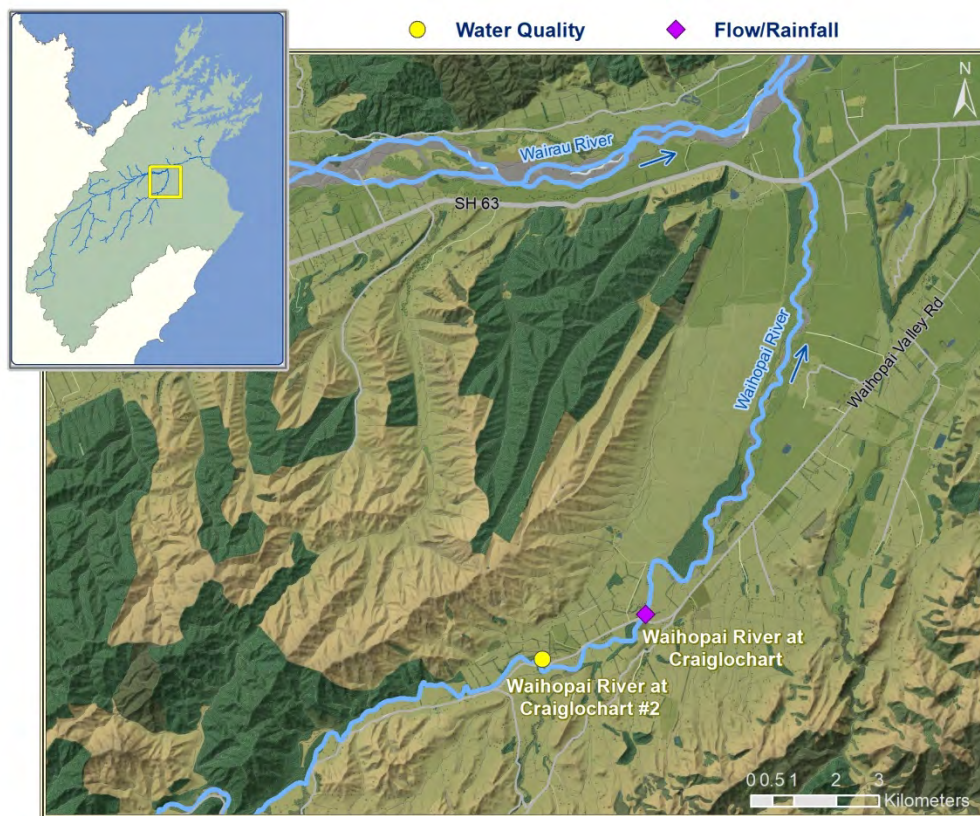 Water Quality
Flow/Rainfall
N
Wairau River
SH 63
Waihopai River
Waihopai Valley Rd
Waihopai River at
Craiglochart
Waihopai River at
Craiglochart #2
0 0.5 1 2 3
Kilometers